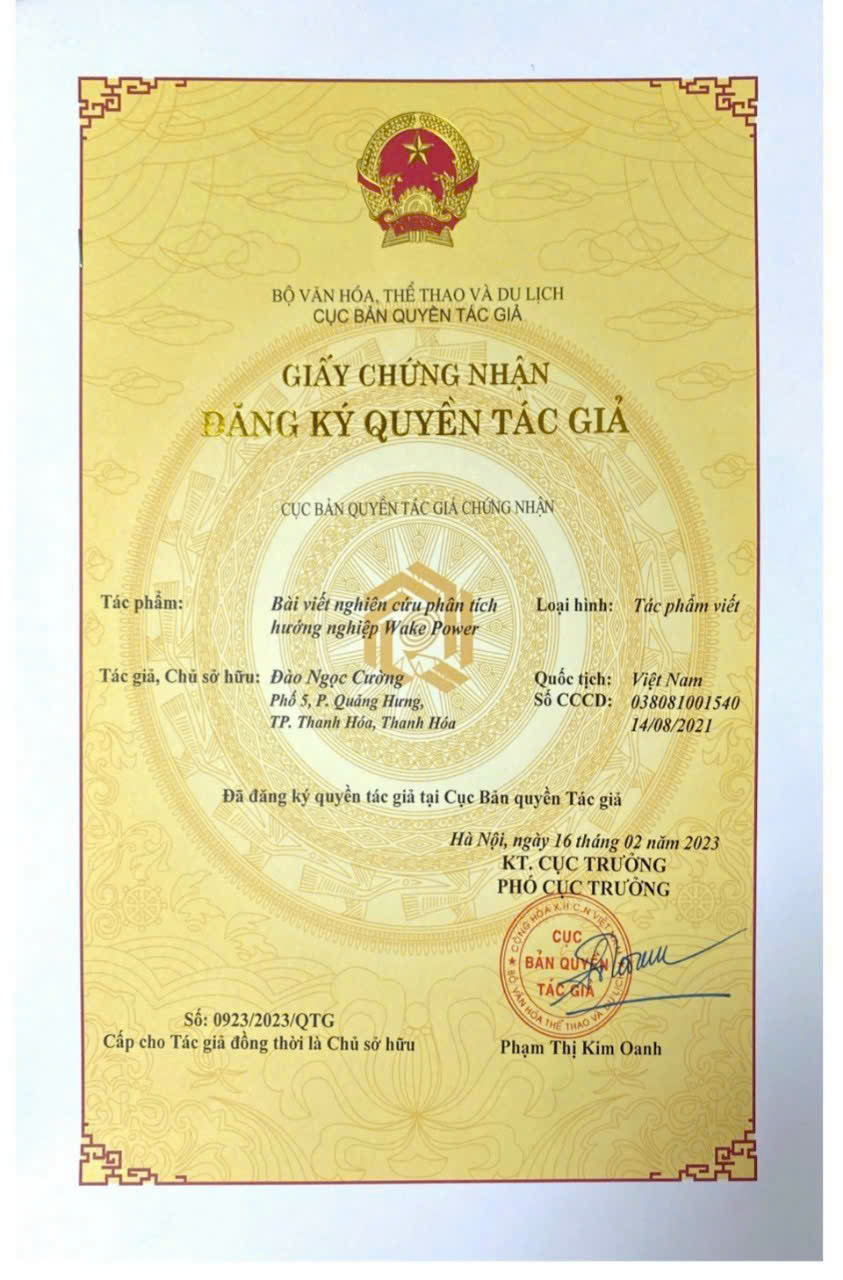 BỘ VĂN HÓA, THỂ THAO VÀ DU LỊCH
CỤC BẢN QUYỀN TÁC GIẢ
GIẤY CHỨNG NHẬN
ĐĂNG KÝ QUYỀN TÁC GIẢ
CỤC BẢN QUYỀN TÁC GIẢ CHỨNG NHẬN
Tác phẩm: Bài viết nghiên cứu phân tích Loại hình: Tác phẩm viết
hướng nghiệp Wake Power
Tác giả, Chủ sở hữu: Đào Ngọc Cường Quốc tịch: Việt Nam
Phố 5, P. Quảng Hưng, Số CCCD: 038081001540
TP. Thanh Hóa, Thanh Hóa 14/08/2021
Đã đăng ký quyền tác giả tại Cục Bản quyền Tác giả
Hà Nội, ngày 16 tháng 02 năm 2023
KT. CỤC TRƯỞNG
PHÓ CỤC TRƯỞNG
CỘNG HÒA X.H.C.N VIỆT NAM
CỤC
BẢN QUYỀN
TÁC GIẢ
BỘ VĂN HÓA THỂ THAO VÀ DU LỊCH
Số: 0923/2023/QTG
Cấp cho Tác giả đồng thời là Chủ sở hữu
Phạm Thị Kim Oanh